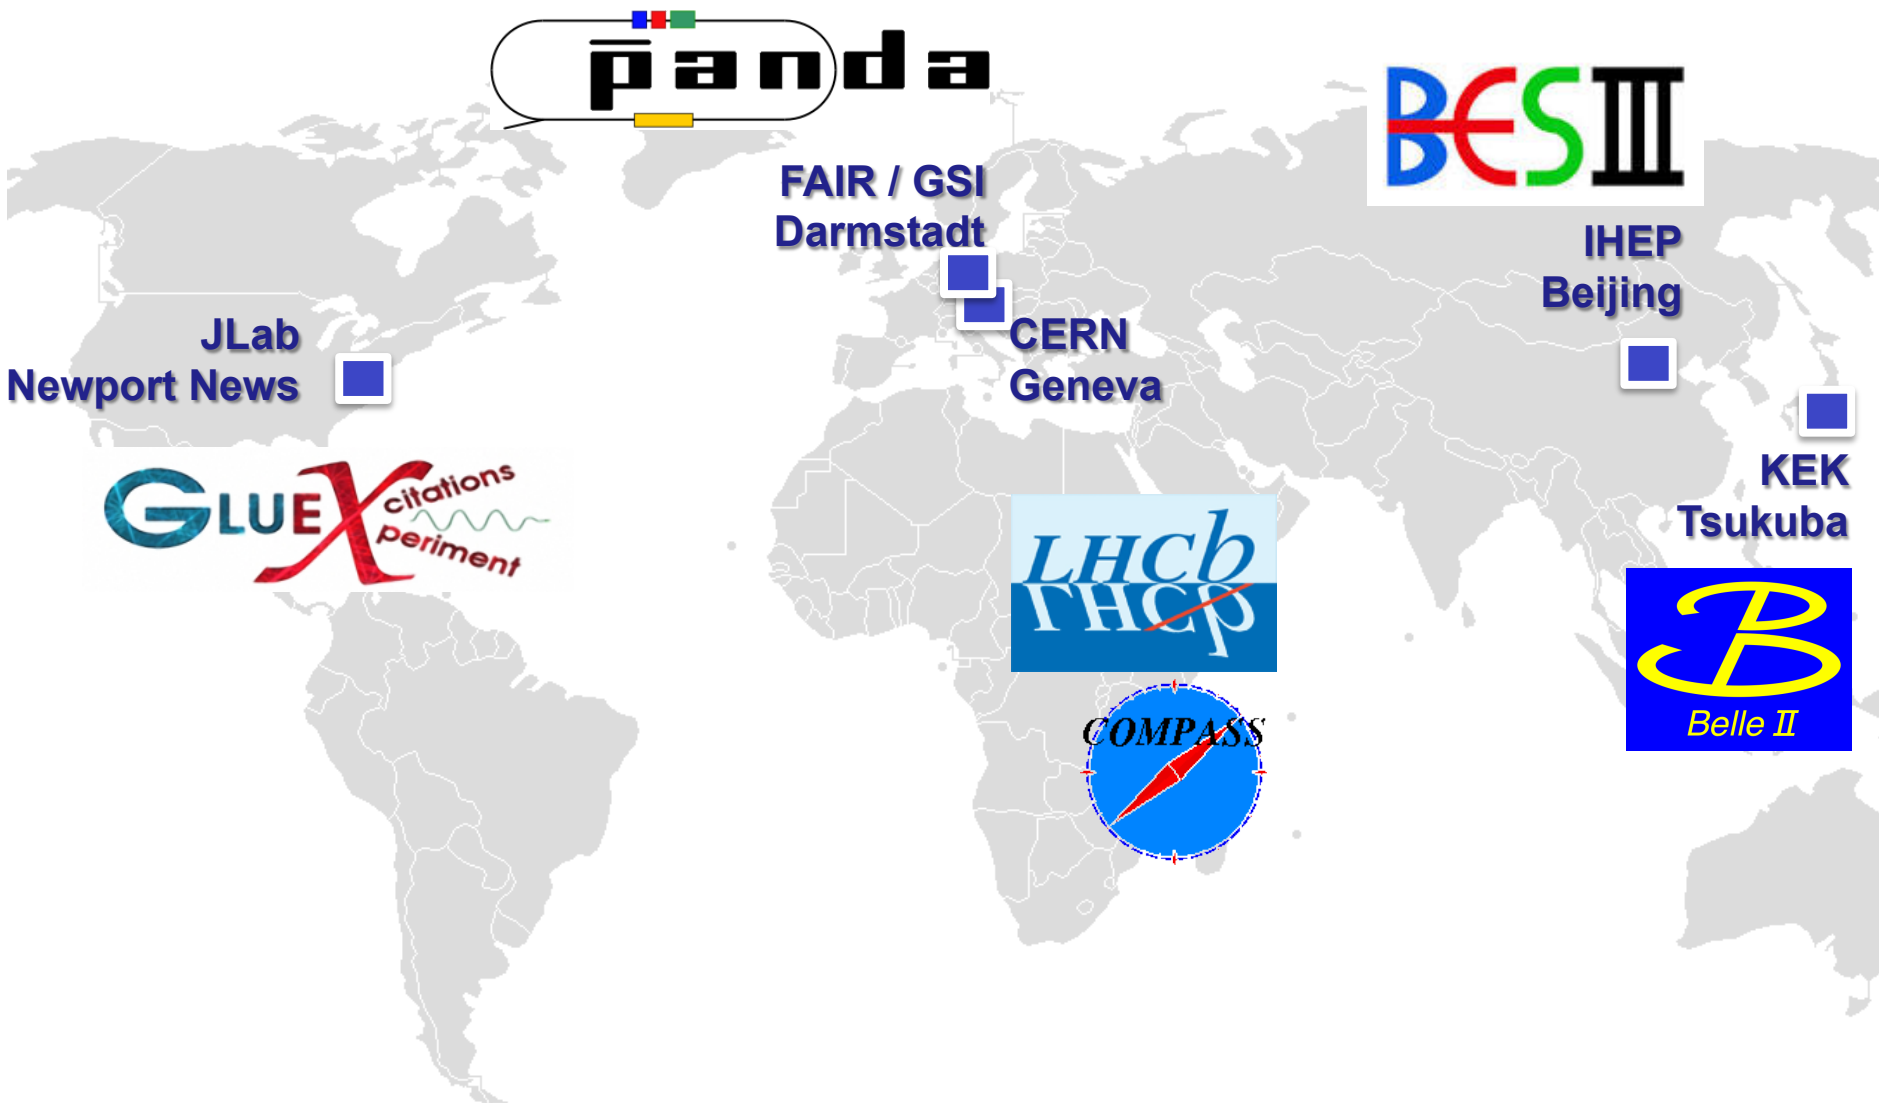 p̅anda
BESIII
FAIR / GSI
Darmstadt
IHEP
Beijing
JLab
Newport News
CERN
Geneva
KEK
Tsukuba
GLUEX
citations
periment
LHCb
LHCb
COMPASS
B
Belle II